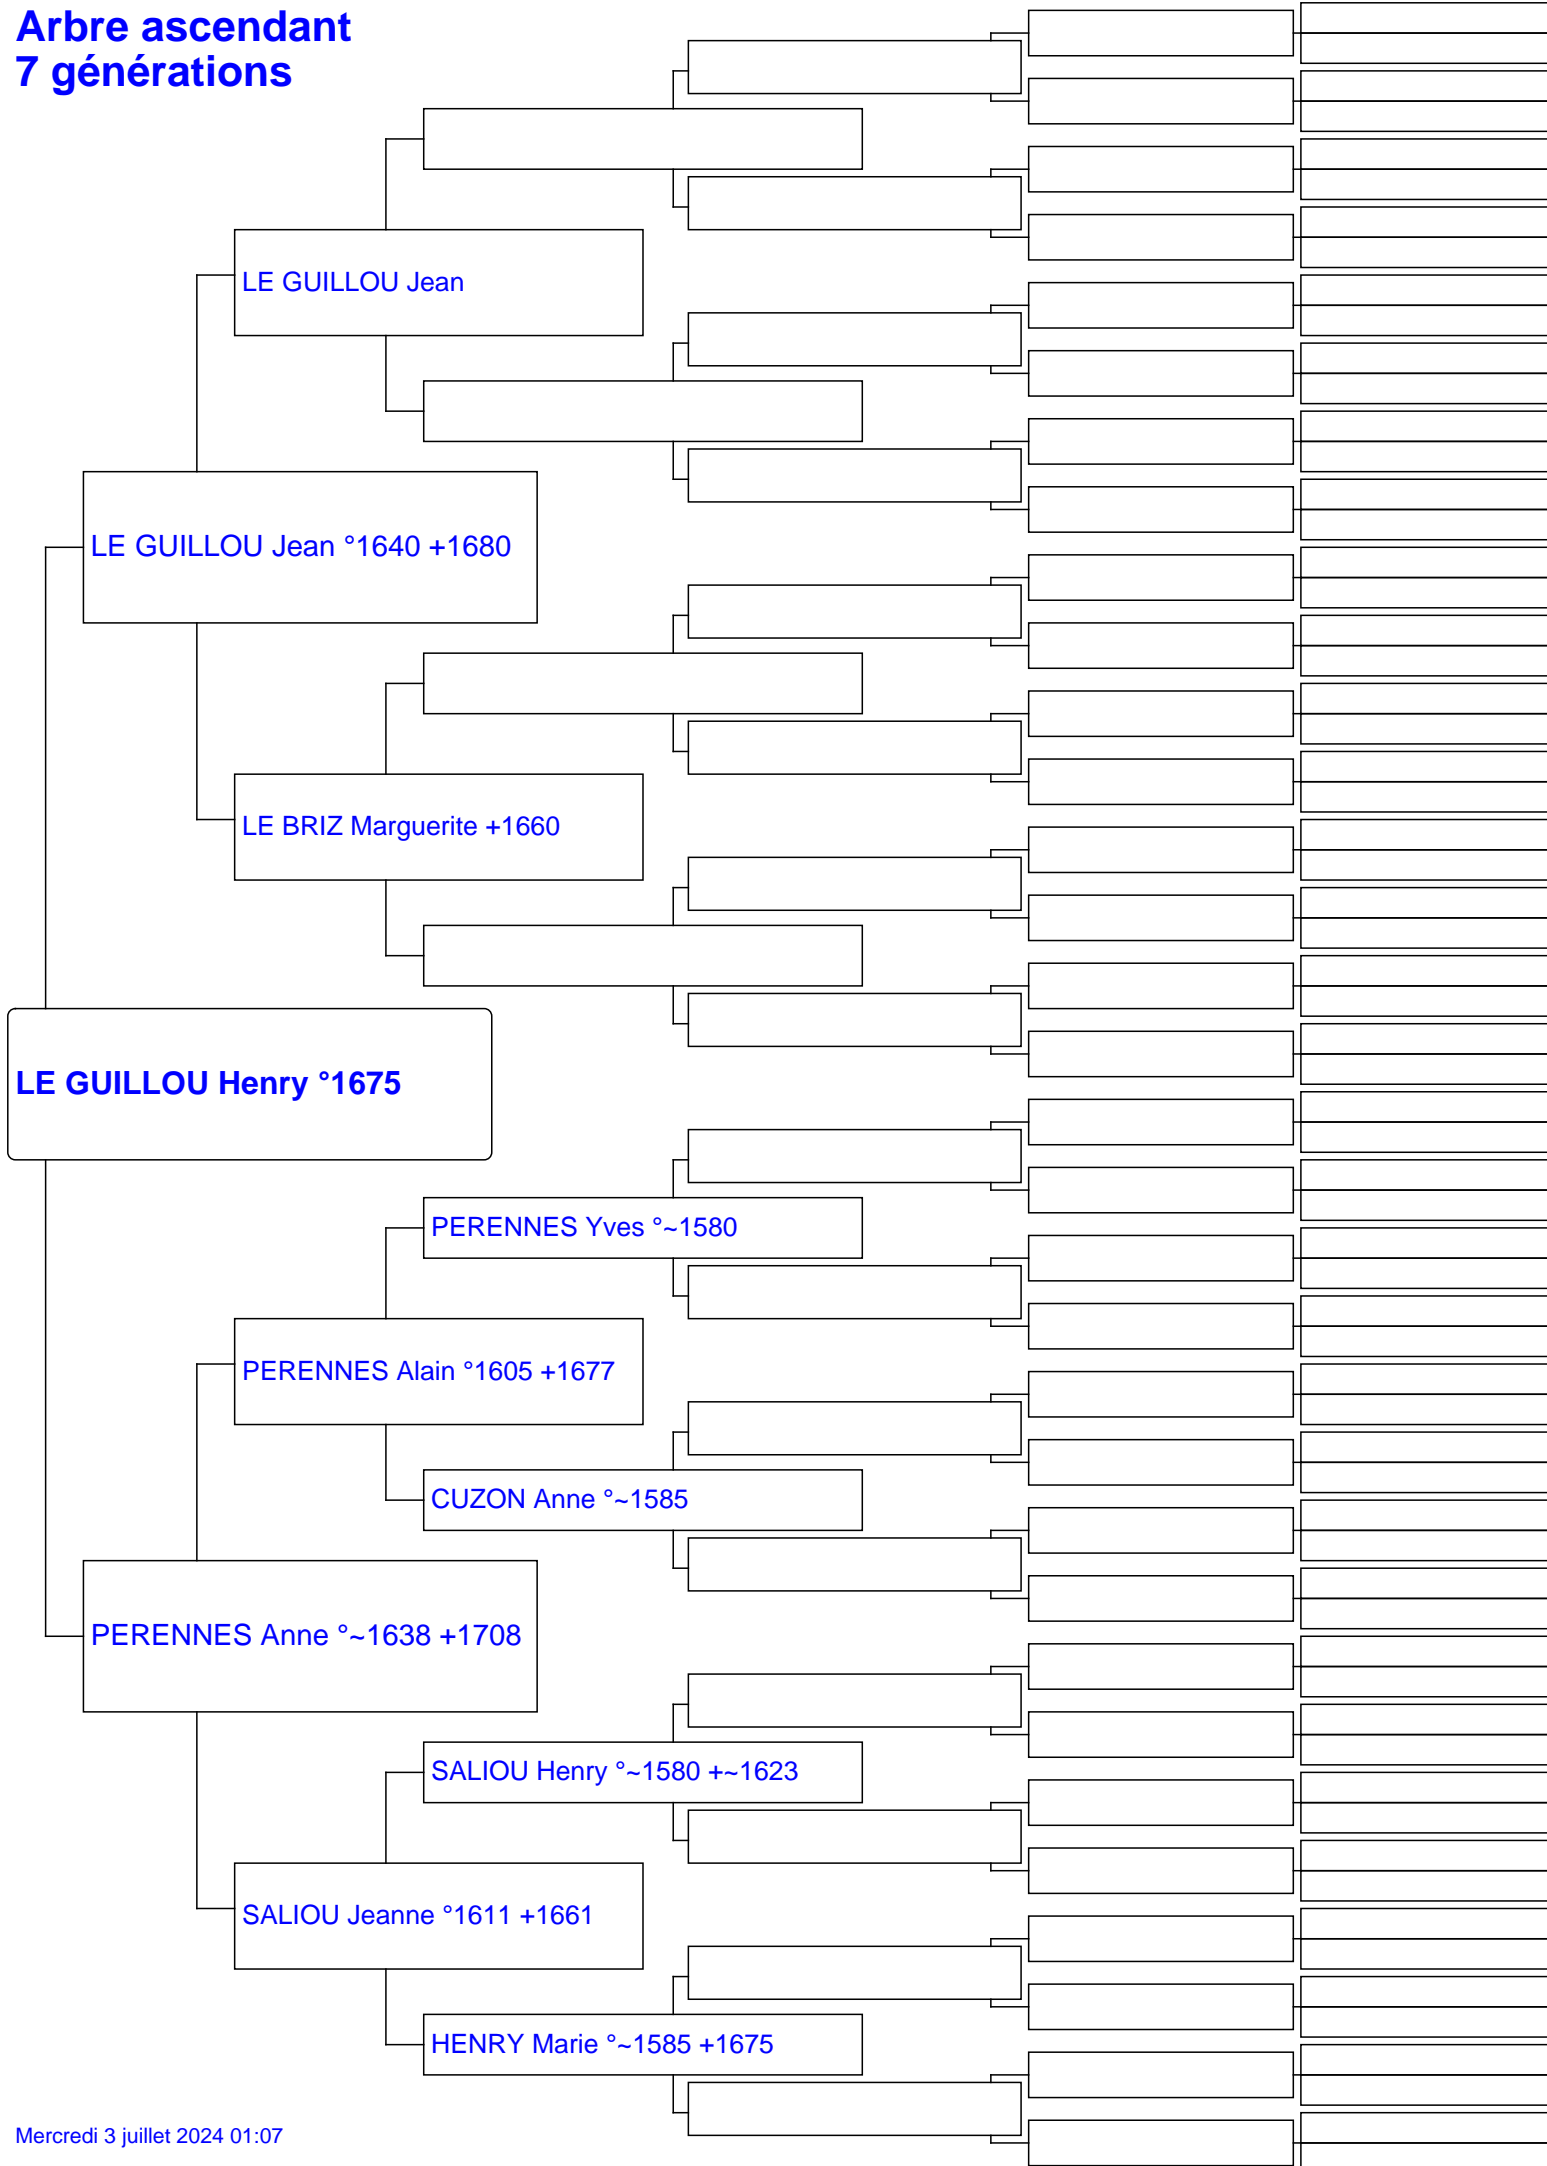 Arbre ascendant
7 générations
LE GUILLOU Jean
LE GUILLOU Jean °1640 +1680
LE BRIZ Marguerite +1660
LE GUILLOU Henry °1675
PERENNES Yves °~1580
PERENNES Alain °1605 +1677
CUZON Anne °~1585
PERENNES Anne °~1638 +1708
SALIOU Henry °~1580 +~1623
SALIOU Jeanne °1611 +1661
HENRY Marie °~1585 +1675
Mercredi 3 juillet 2024 01:07